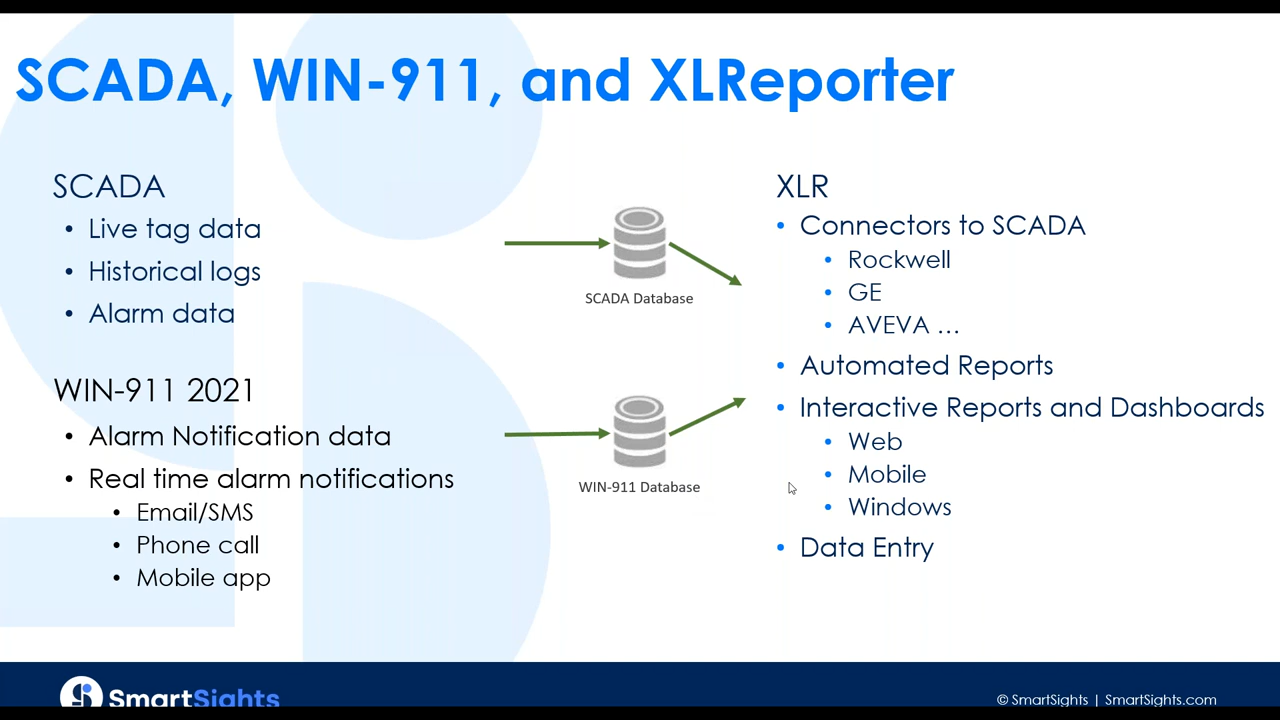 SCADA, WIN-911, and XLReporter
SCADA
• Live tag data
• Historical logs
• Alarm data
WIN-911 2021
• Alarm Notification data
• Real time alarm notifications
• Email/SMS
• Phone call
• Mobile app
SCADA Database
WIN-911 Database
XLR
• Connectors to SCADA
• Rockwell
• GE
• AVEVA …
• Automated Reports
• Interactive Reports and Dashboards
• Web
• Mobile
• Windows
• Data Entry
SmartSights
© SmartSights | SmartSights.com